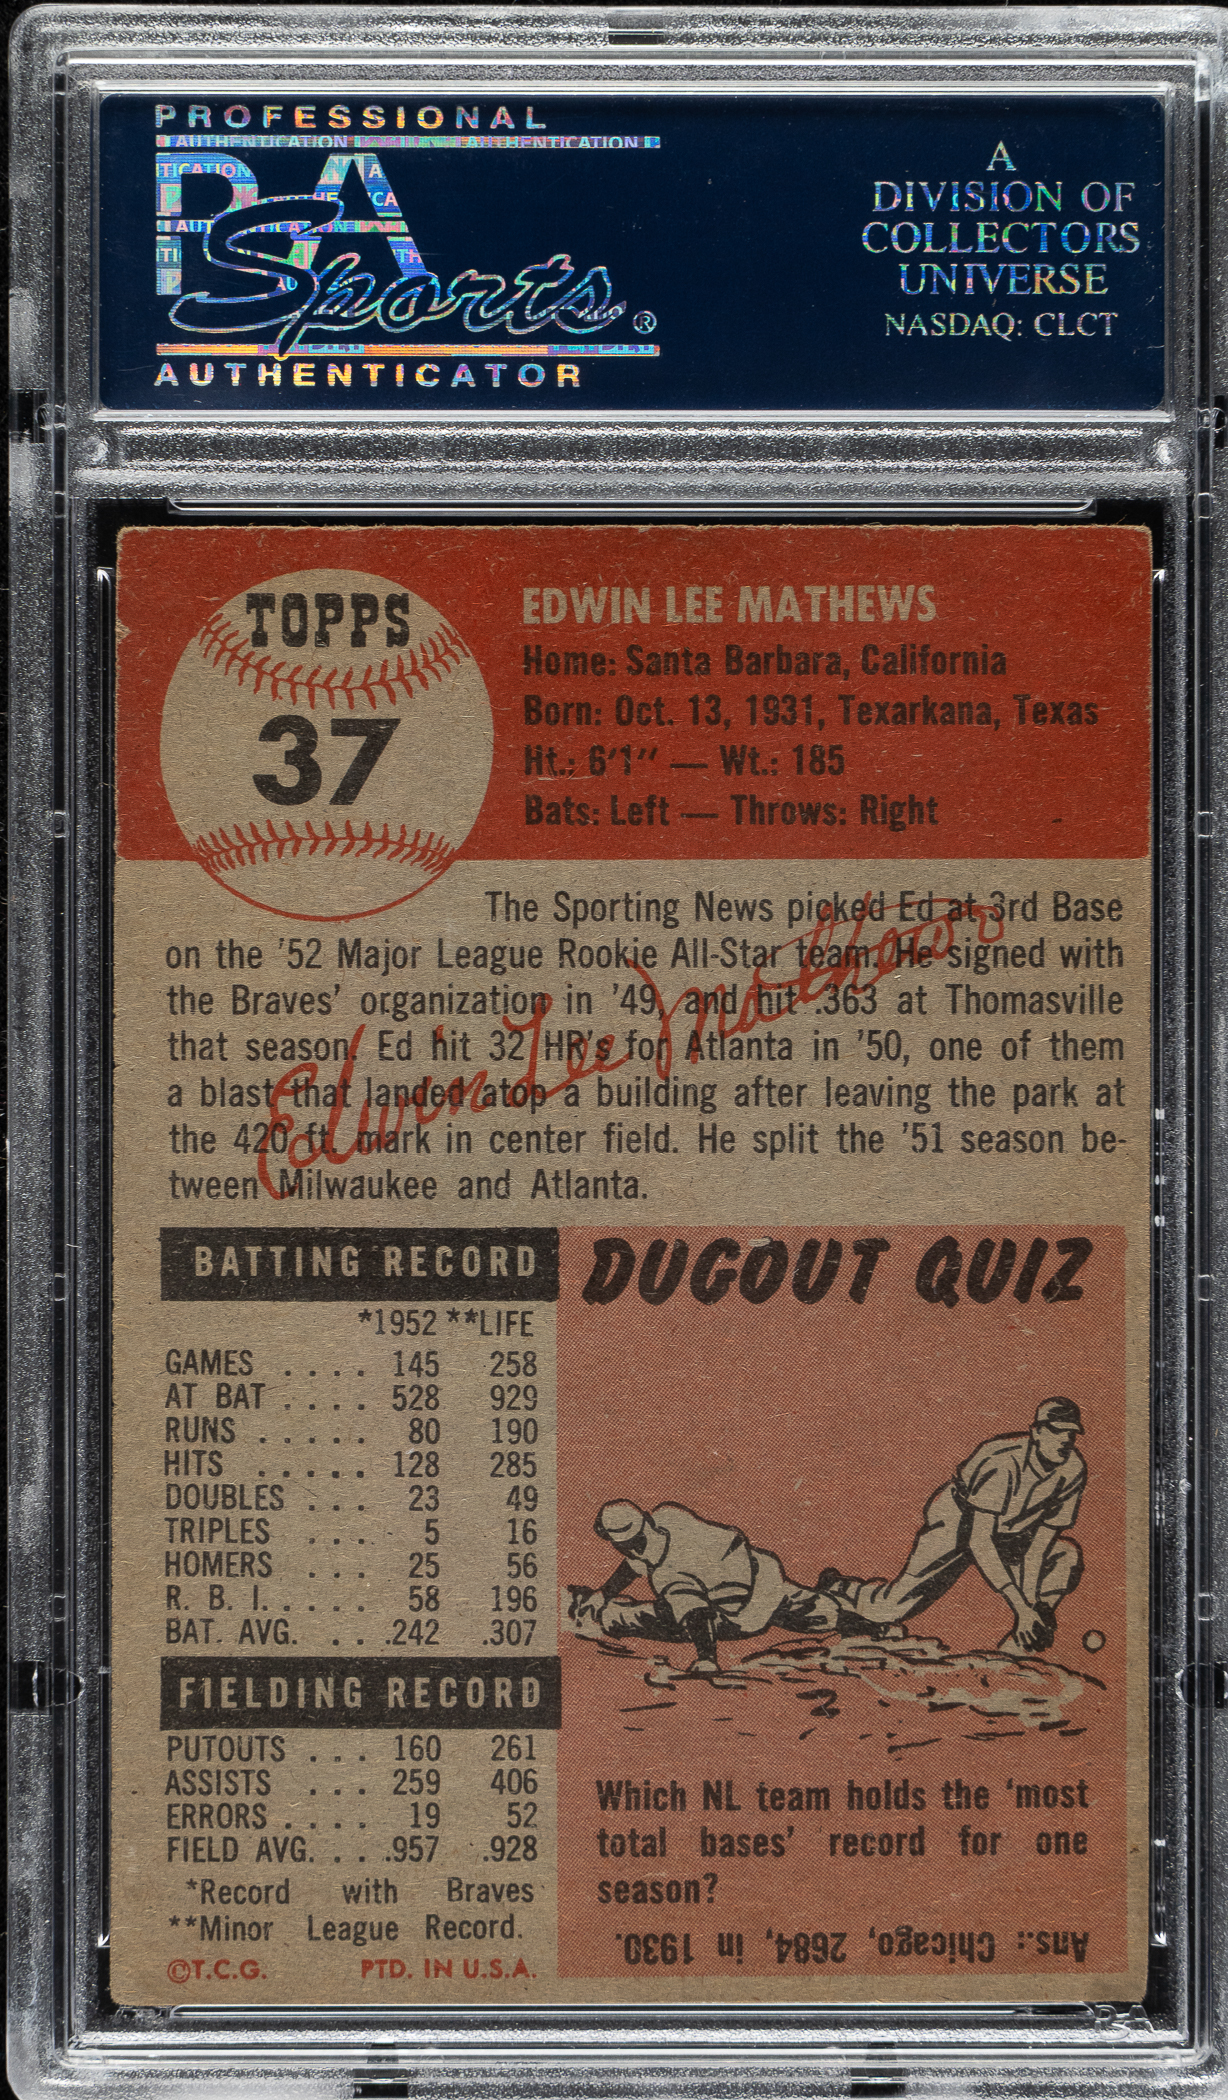 PROFESSIONAL
PSA
Sports®
AUTHENTICATOR
A
DIVISION OF
COLLECTORS
UNIVERSE
NASDAQ: CLCT
TOPPS
37
EDWIN LEE MATHEWS
Home: Santa Barbara, California
Born: Oct. 13, 1931, Texarkana, Texas
Ht.: 6'1" — Wt.: 185
Bats: Left — Throws: Right
The Sporting News picked Ed at 3rd Base
on the '52 Major League Rookie All-Star team. He signed with
the Braves' organization in '49, and hit .363 at Thomasville
that season. Ed hit 32 HR's for Atlanta in '50, one of them
a blast that landed atop a building after leaving the park at
the 420 ft. mark in center field. He split the '51 season be-
tween Milwaukee and Atlanta.
Edwin Lee Mathews
BATTING RECORD
*1952 **LIFE
GAMES . . . . 145 258
AT BAT . . . . 528 929
RUNS . . . . . 80 190
HITS . . . . . 128 285
DOUBLES . . . 23 49
TRIPLES . . . 5 16
HOMERS . . . 25 56
R. B. I. . . . . 58 196
BAT. AVG. . . . .242 .307
FIELDING RECORD
PUTOUTS . . . 160 261
ASSISTS . . . 259 406
ERRORS . . . . 19 52
FIELD AVG. . . .957 .928
*Record with Braves
**Minor League Record.
©T.C.G. PTD. IN U.S.A.
DUGOUT QUIZ
Which NL team holds the 'most
total bases' record for one
season?
Ans.: Chicago, 2684, in 1930.
PSA